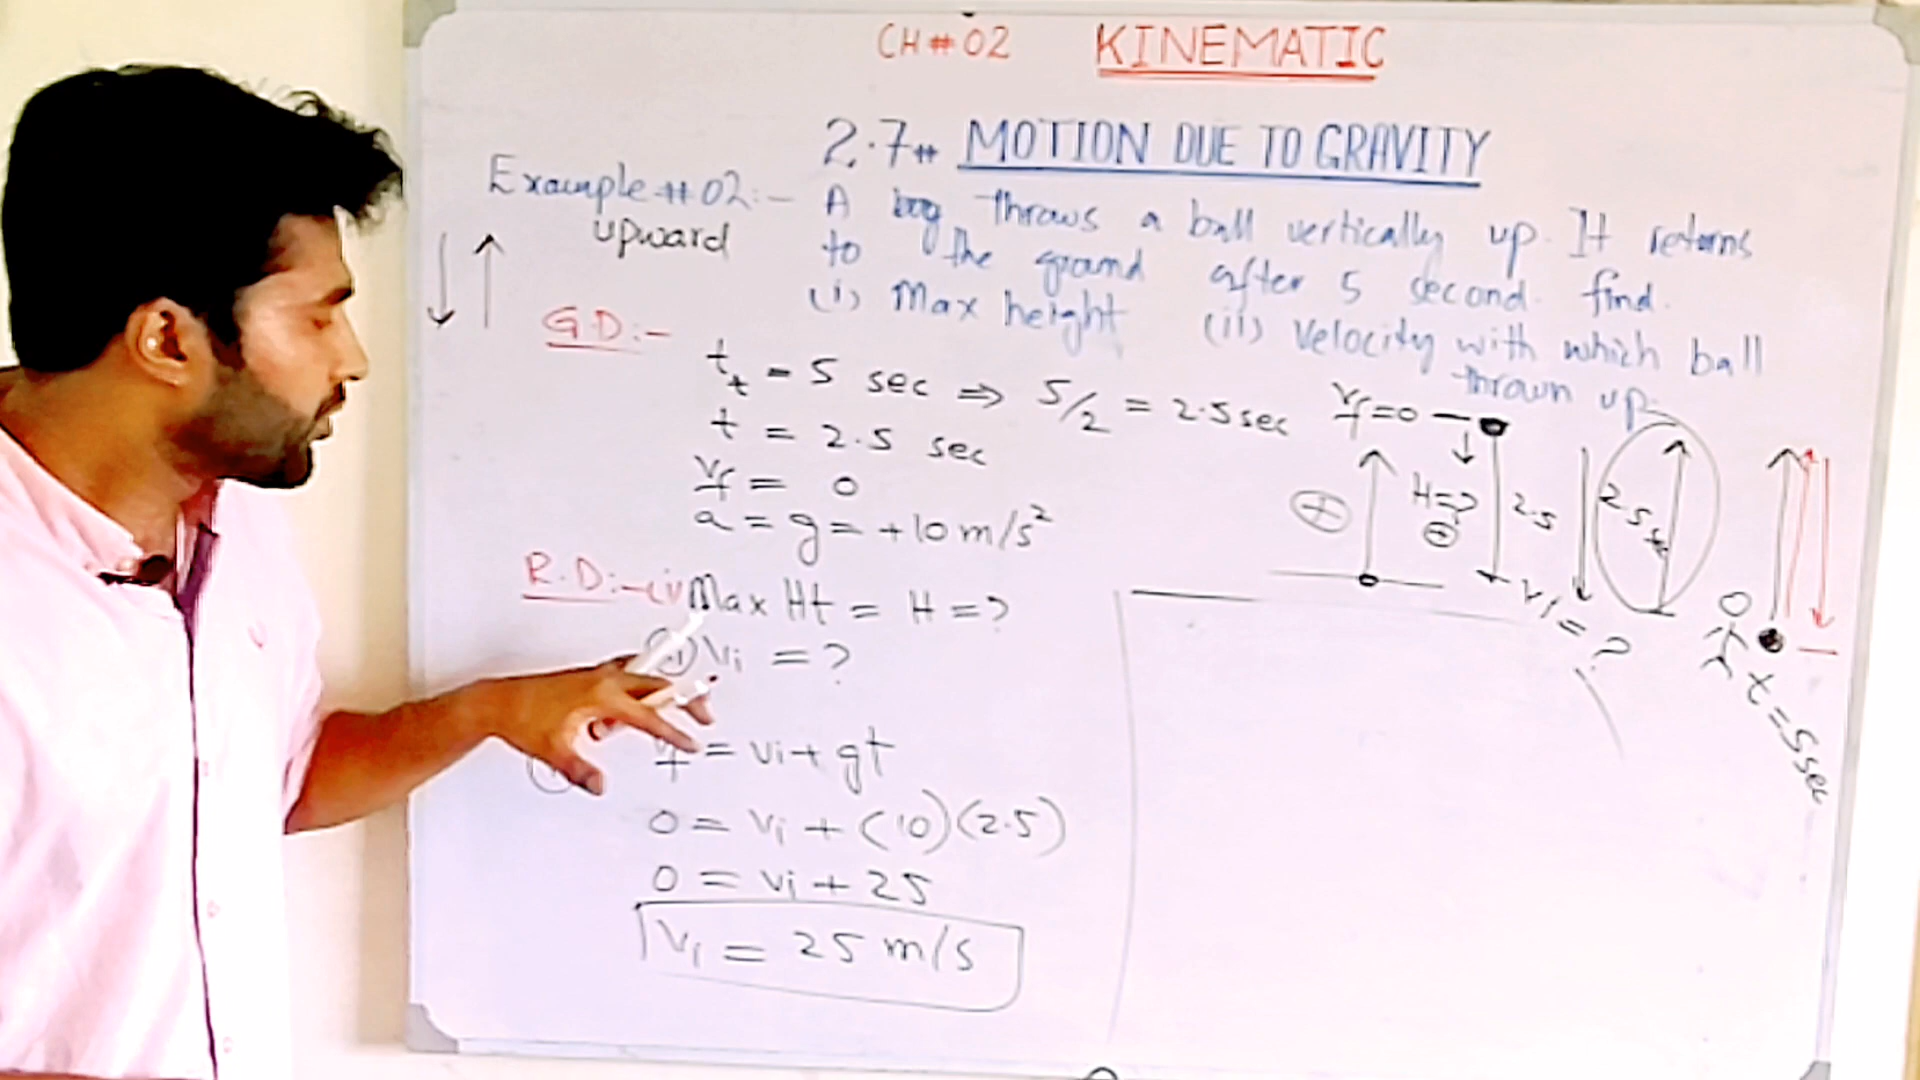 CH # 02 KINEMATIC
2.7# MOTION DUE TO GRAVITY
Example # 02:- A boy throws a ball vertically up. It returns
upward
to the ground after 5 second. find.
(i) Max height (ii) velocity with which ball
thrown up.
G.D:-
tt = 5 sec ⇒ 5/2 = 2.5 sec
t = 2.5 sec
vf = 0
a = g = +10 m/s²
R.D:- (i) Max Ht = H = ?
Vi = ?
vf = vi + gt
0 = vi + (10)(2.5)
0 = vi + 25
Vi = 25 m/s
vf = 0
+
H = ?
+
2.5
2.5
Vi = ?
t = 5 sec